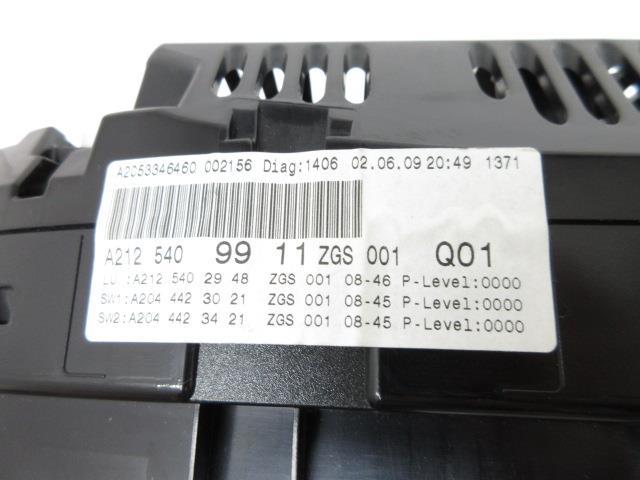 A2C53346460 002156 Diag:1406 02.06.09 20:49 1371
A212 540 99 11 ZGS 001 Q01
LU :A212 540 29 48 ZGS 001 08-46 P-Level:0000
SW1:A204 442 30 21 ZGS 001 08-45 P-Level:0000
SW2:A204 442 34 21 ZGS 001 08-45 P-Level:0000